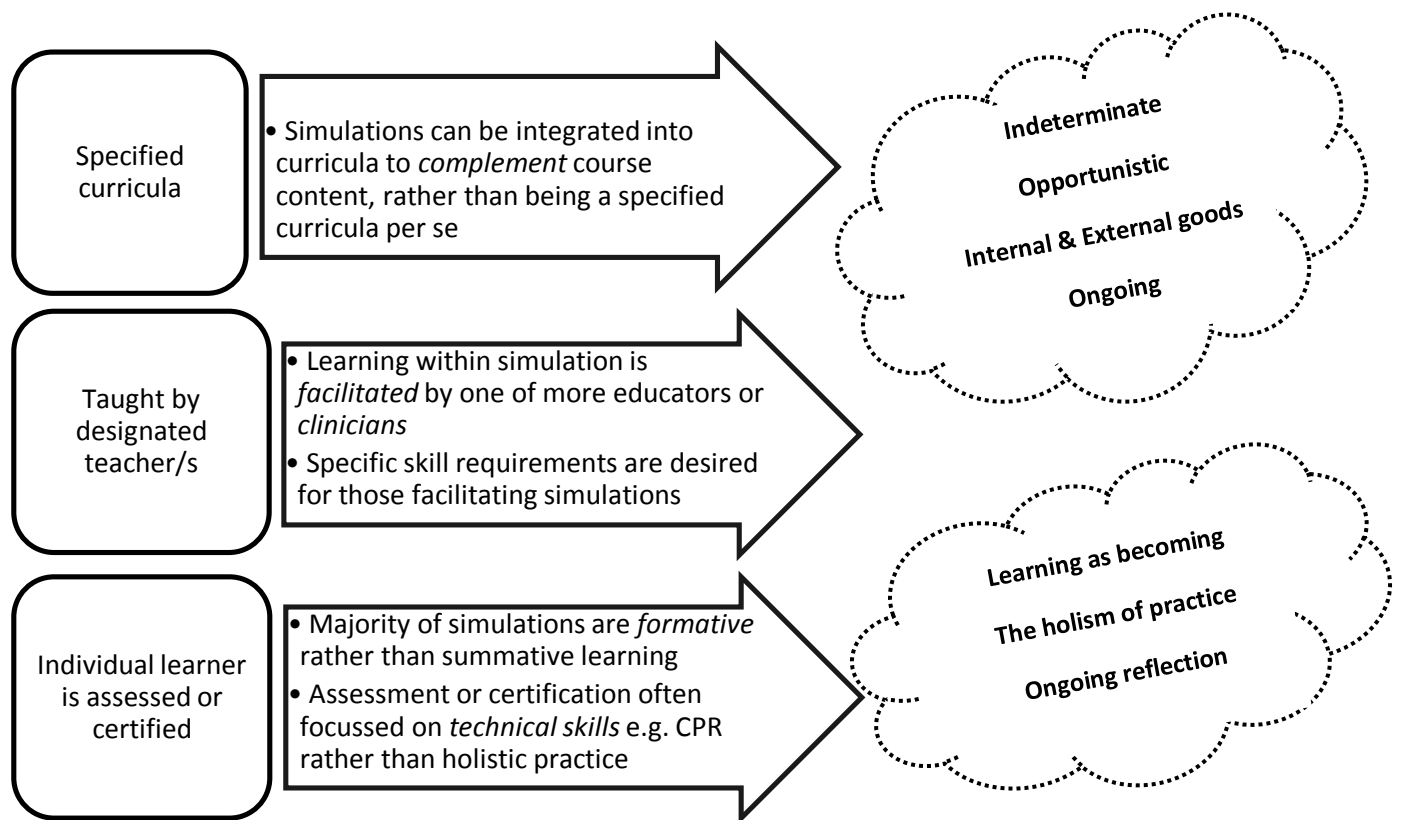 Specified
curricula
• Simulations can be integrated into
curricula to complement course
content, rather than being a specified
curricula per se
Taught by
designated
teacher/s
• Learning within simulation is
facilitated by one of more educators or
clinicians
• Specific skill requirements are desired
for those facilitating simulations
Individual learner
is assessed or
certified
• Majority of simulations are formative
rather than summative learning
• Assessment or certification often
focussed on technical skills e.g. CPR
rather than holistic practice
Indeterminate
Opportunistic
Internal & External goods
Ongoing
Learning as becoming
The holism of practice
Ongoing reflection